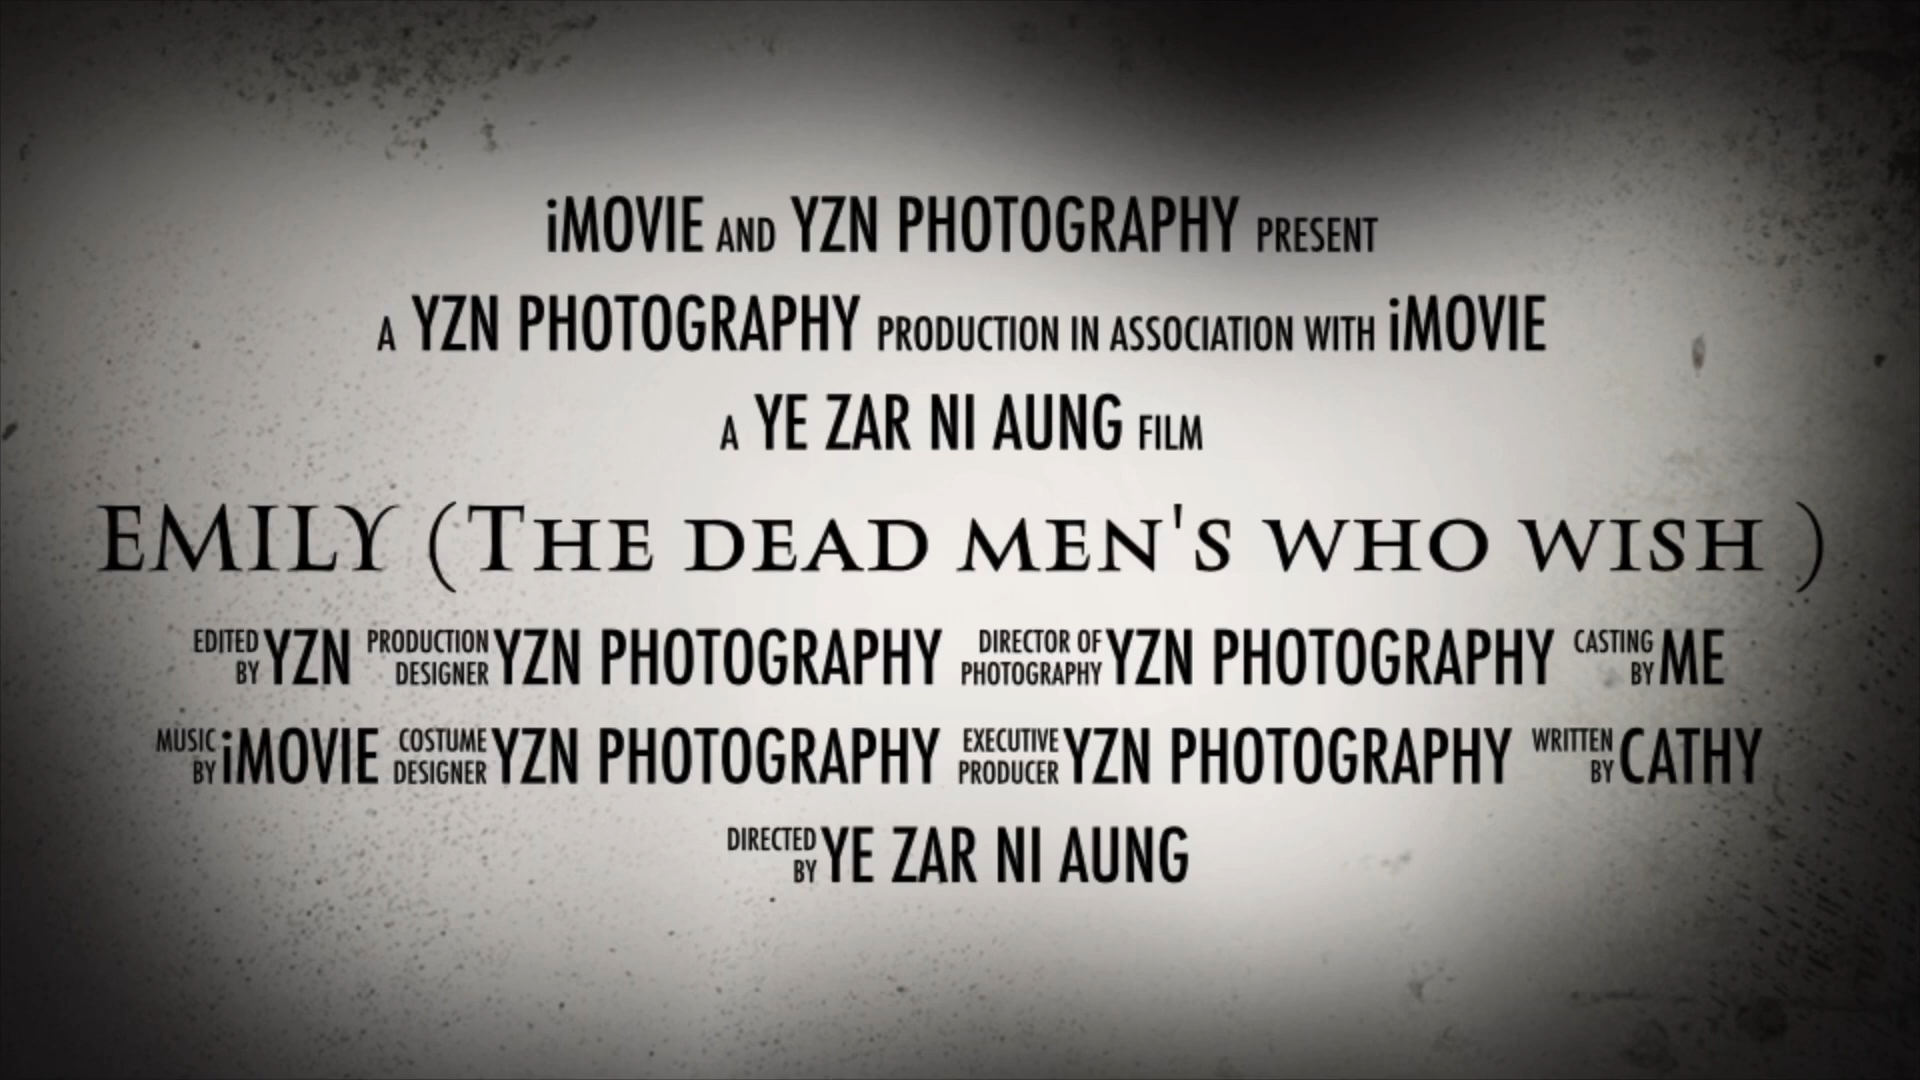 iMOVIE AND YZN PHOTOGRAPHY PRESENT
A YZN PHOTOGRAPHY PRODUCTION IN ASSOCIATION WITH iMOVIE
A YE ZAR NI AUNG FILM
EMILY (THE DEAD MEN'S WHO WISH )
EDITED BY YZN PRODUCTION DESIGNER YZN PHOTOGRAPHY DIRECTOR OF PHOTOGRAPHY YZN PHOTOGRAPHY CASTING BY ME
MUSIC BY iMOVIE COSTUME DESIGNER YZN PHOTOGRAPHY EXECUTIVE PRODUCER YZN PHOTOGRAPHY WRITTEN BY CATHY
DIRECTED BY YE ZAR NI AUNG